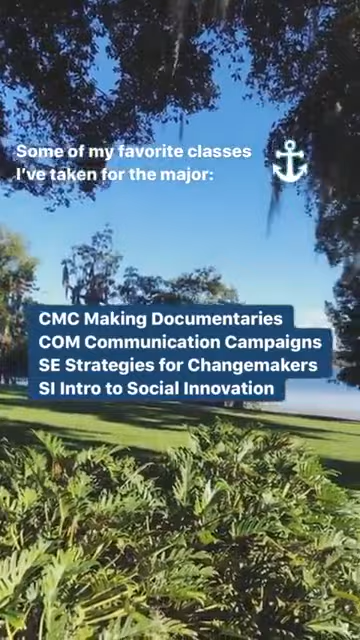 Some of my favorite classes
I've taken for the major:
CMC Making Documentaries
COM Communication Campaigns
SE Strategies for Changemakers
SI Intro to Social Innovation